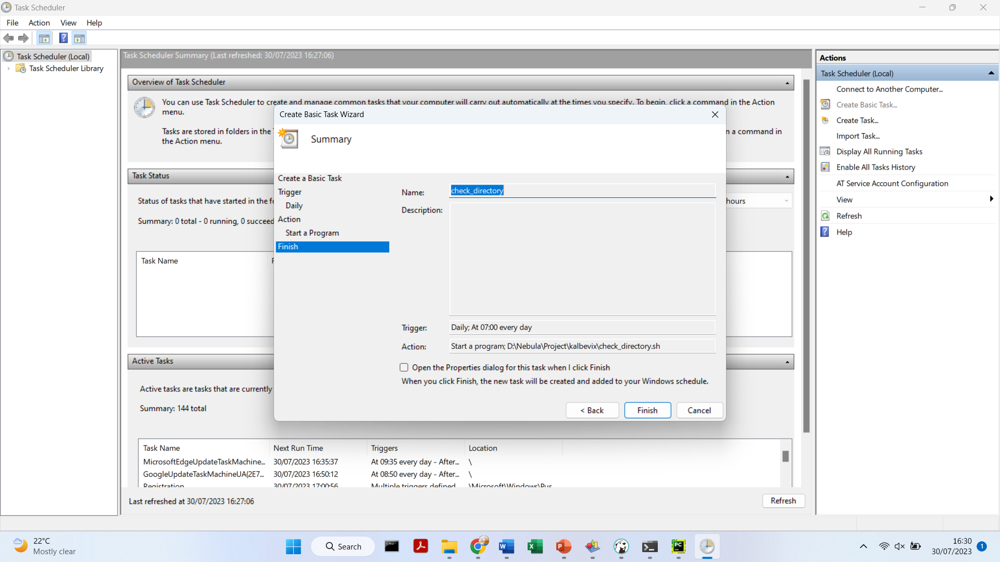 Task Scheduler
File Action View Help
Task Scheduler (Local)
Task Scheduler Library
Task Scheduler Summary (Last refreshed: 30/07/2023 16:27:06)
Overview of Task Scheduler
You can use Task Scheduler to create and manage common tasks that your computer will carry out automatically at the times you specify. To begin, click a command in the Action
menu.
Tasks are stored in folders in the
n a command in
the Action menu.
Task Status
Status of tasks that have started in the
hours
Summary: 0 total - 0 running, 0 succeed
Task Name
Active Tasks
Active tasks are tasks that are currently
Summary: 144 total
Task Name Next Run Time Triggers Location
MicrosoftEdgeUpdateTaskMachine... 30/07/2023 16:35:37 At 09:35 every day - After... \
GoogleUpdateTaskMachineUA{2E7... 30/07/2023 16:50:12 At 08:50 every day - After... \
Registration 30/07/2023 17:00:56 Multiple triggers defined \Microsoft\Windows\Pus
Last refreshed at 30/07/2023 16:27:06
Refresh
Create Basic Task Wizard
Summary
Create a Basic Task
Trigger
Daily
Action
Start a Program
Finish
Name: check_directory
Description:
Trigger: Daily; At 07:00 every day
Action: Start a program; D:\Nebula\Project\kalbevix\check_directory.sh
Open the Properties dialog for this task when I click Finish
When you click Finish, the new task will be created and added to your Windows schedule.
< Back Finish Cancel
Actions
Task Scheduler (Local)
Connect to Another Computer...
Create Basic Task...
Create Task...
Import Task...
Display All Running Tasks
Enable All Tasks History
AT Service Account Configuration
View
Refresh
Help
22°C
Mostly clear
Search
PC
16:30
30/07/2023
1